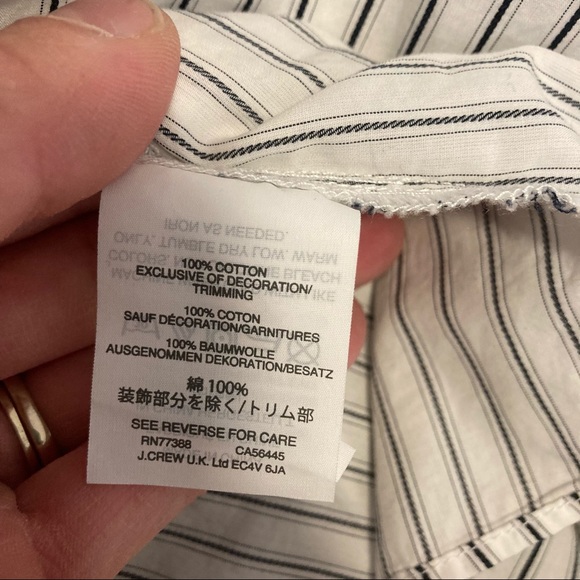 100% COTTON
EXCLUSIVE OF DECORATION/
TRIMMING
100% COTON
SAUF DÉCORATION/GARNITURES
100% BAUMWOLLE
AUSGENOMMEN DEKORATION/BESATZ
綿 100%
装飾部分を除く/トリム部
SEE REVERSE FOR CARE
RN77388 CA56445
J.CREW U.K. Ltd EC4V 6JA